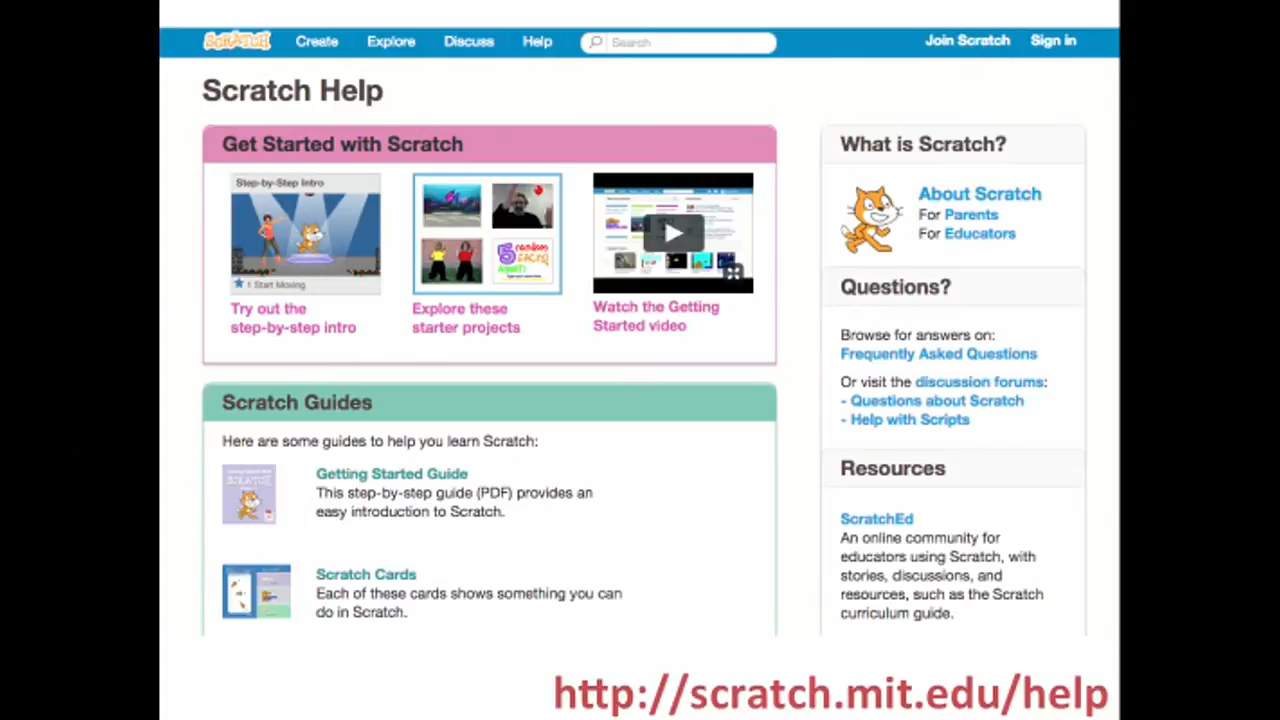 SCRATCH Create Explore Discuss Help Search Join Scratch Sign in
Scratch Help
Get Started with Scratch
Step-by-Step Intro
1 Start Moving
Try out the
step-by-step intro
5 random
facts
Explore these
starter projects
Watch the Getting
Started video
Scratch Guides
Here are some guides to help you learn Scratch:
SCRATCH
Getting Started Guide
This step-by-step guide (PDF) provides an
easy introduction to Scratch.
Scratch Cards
Each of these cards shows something you can
do in Scratch.
What is Scratch?
About Scratch
For Parents
For Educators
Questions?
Browse for answers on:
Frequently Asked Questions
Or visit the discussion forums:
- Questions about Scratch
- Help with Scripts
Resources
ScratchEd
An online community for
educators using Scratch, with
stories, discussions, and
resources, such as the Scratch
curriculum guide.
http://scratch.mit.edu/help